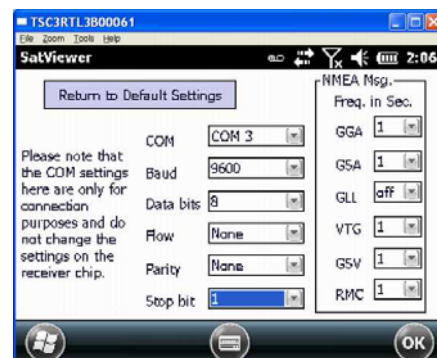 TSC3RTL3B00061
File Zoom Tools Help
SatViewer 2:06
Return to Default Settings
Please note that
the COM settings
here are only for
connection
purposes and do
not change the
settings on the
receiver chip.
COM COM 3
Baud 9600
Data bits 8
Flow None
Parity None
Stop bit 1
NMEA Msg.
Freq. in Sec.
GGA 1
GSA 1
GLL off
VTG 1
GSV 1
RMC 1
OK